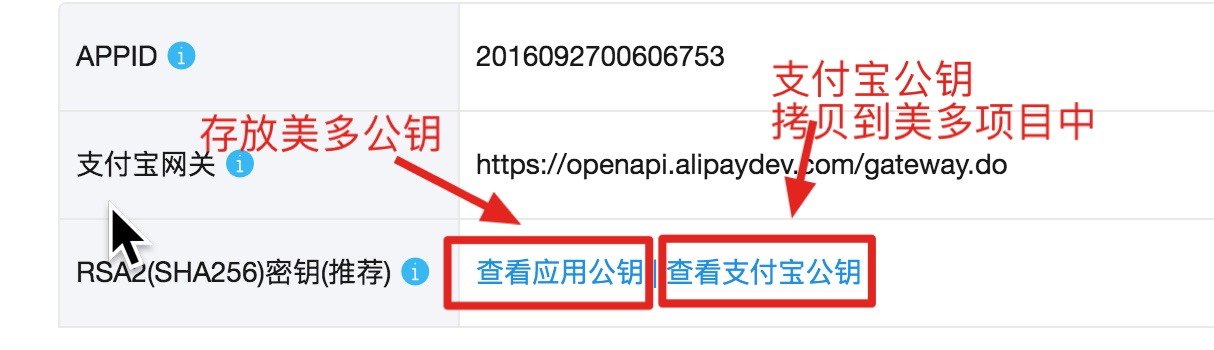 APPID
2016092700606753
支付宝公钥
拷贝到美多项目中
存放美多公钥
支付宝网关
https://openapi.alipaydev.com/gateway.do
RSA2(SHA256)密钥(推荐)
查看应用公钥 | 查看支付宝公钥